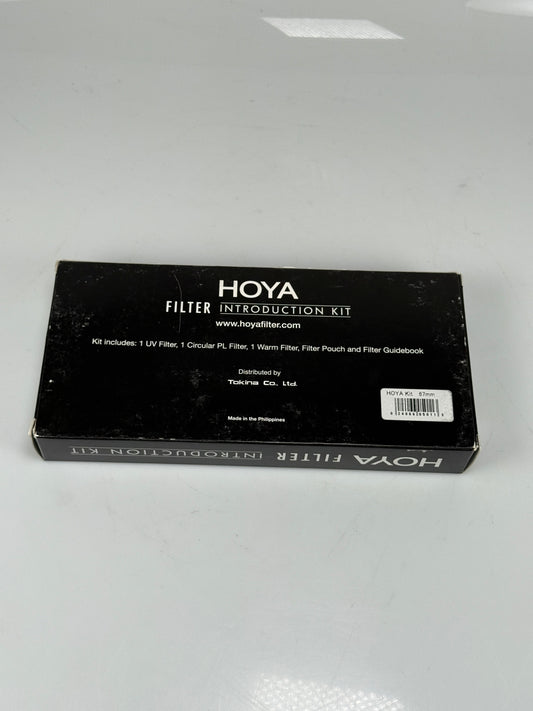 HOYA
FILTER INTRODUCTION KIT
www.hoyafilter.com
Kit includes: 1 UV Filter, 1 Circular PL Filter, 1 Warm Filter, Filter Pouch and Filter Guidebook
Distributed by
Tokina Co., Ltd.
HOYA Kit 67mm
Made in the Philippines
HOYA FILTER INTRODUCTION KIT